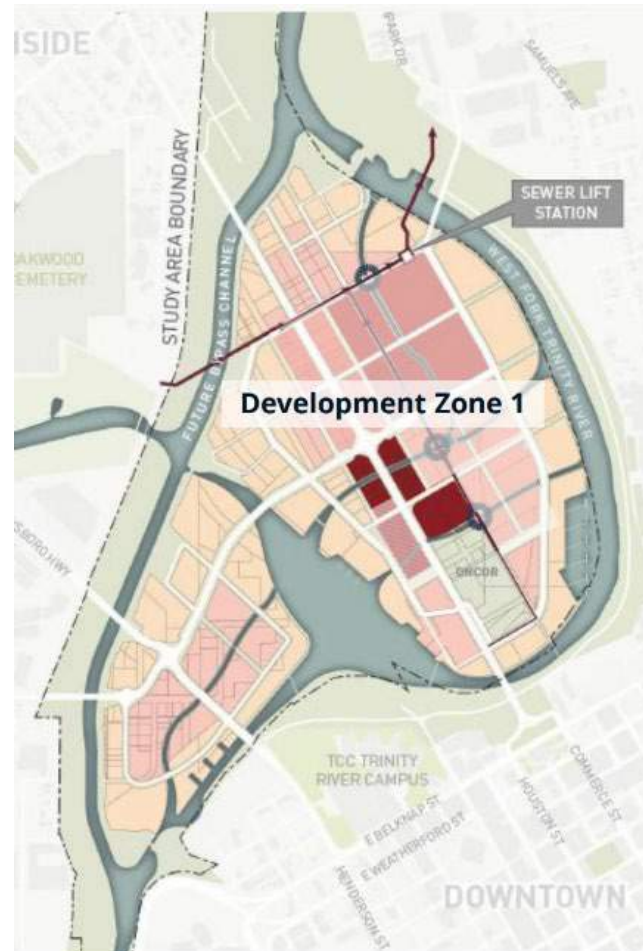 ISIDE
PARK DR
SAMUELS AVE
SEWER LIFT
STATION
OAKWOOD
CEMETERY
STUDY AREA BOUNDARY
FUTURE BYPASS CHANNEL
WEST FORK TRINITY RIVER
Development Zone 1
SBORO HWY
ONCOR
TCC TRINITY
RIVER CAMPUS
E BELKNAP ST
E WEATHERFORD ST
HENDERSON ST
HOUSTON ST
COMMERCE ST
DOWNTOWN